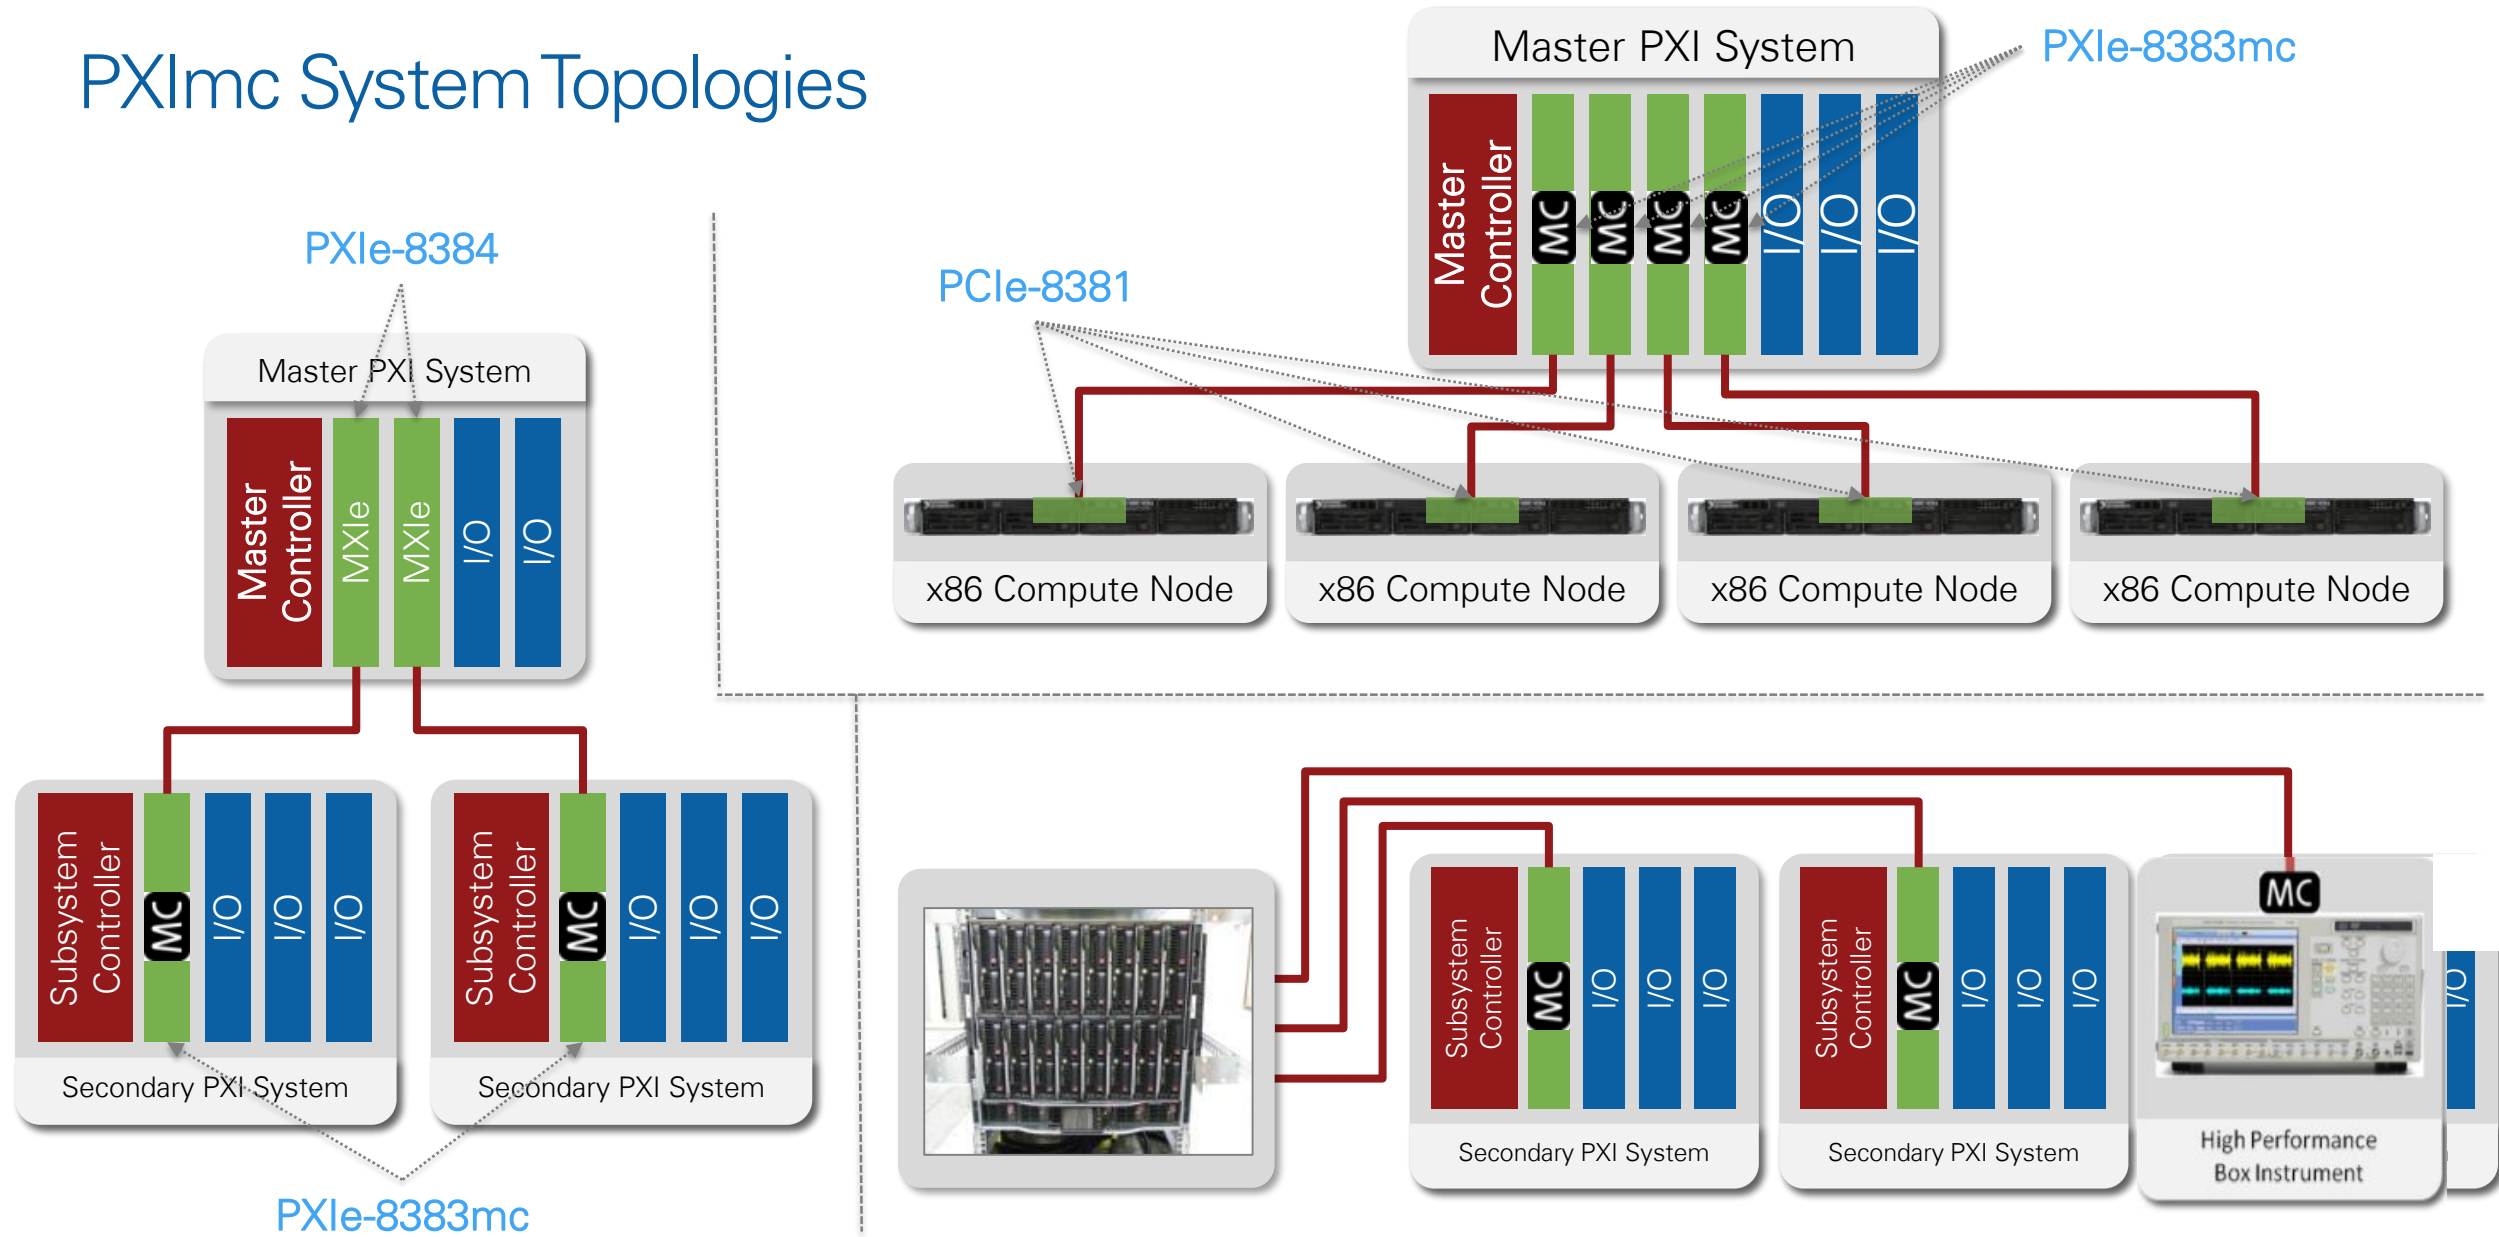 PXImc System Topologies
PXIe-8384
Master PXI System
Master
Controller
MXIe
MXIe
I/O
I/O
Subsystem
Controller
MC
I/O
I/O
I/O
Secondary PXI System
Subsystem
Controller
MC
I/O
I/O
I/O
Secondary PXI System
PXIe-8383mc
Master PXI System
PXIe-8383mc
Master
Controller
MC
MC
MC
MC
I/O
I/O
I/O
PCIe-8381
x86 Compute Node
x86 Compute Node
x86 Compute Node
x86 Compute Node
Subsystem
Controller
MC
I/O
I/O
I/O
Secondary PXI System
Subsystem
Controller
MC
I/O
I/O
I/O
Secondary PXI System
MC
High Performance
Box Instrument
I/O